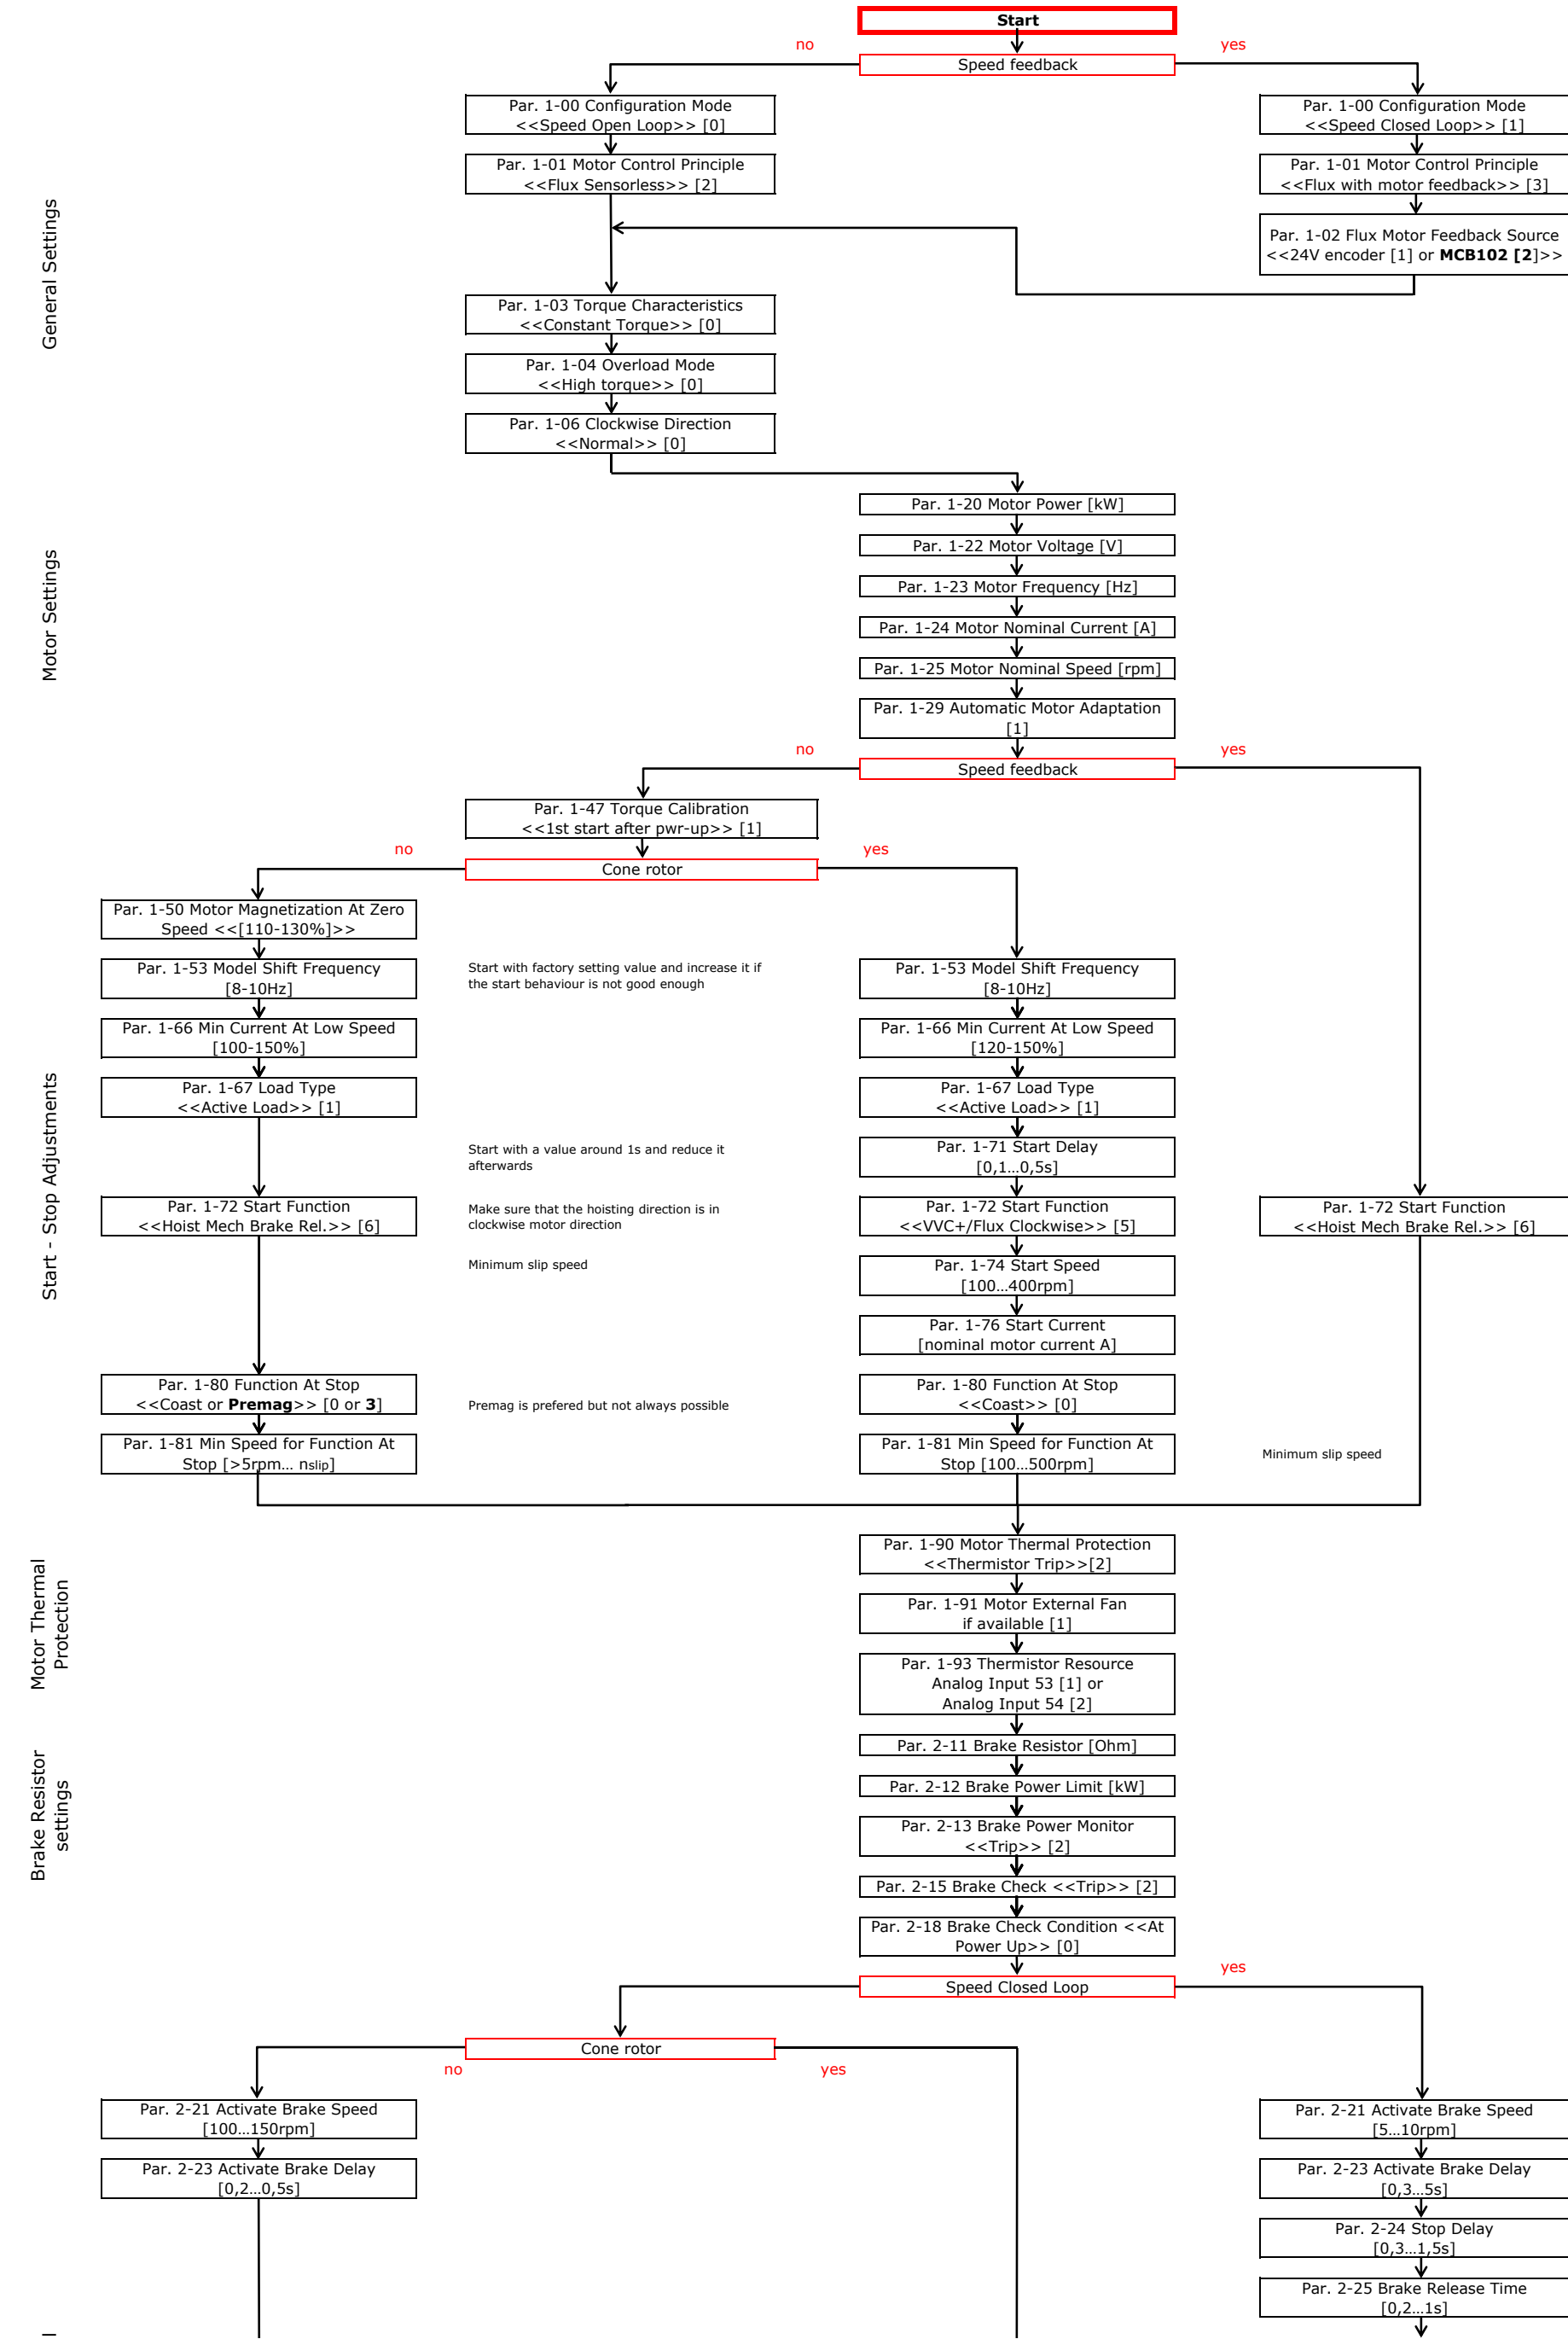 Start
no
yes
Speed feedback
Par. 1-00 Configuration Mode
<<Speed Open Loop>> [0]
Par. 1-00 Configuration Mode
<<Speed Closed Loop>> [1]
Par. 1-01 Motor Control Principle
<<Flux Sensorless>> [2]
Par. 1-01 Motor Control Principle
<<Flux with motor feedback>> [3]
General Settings
Par. 1-02 Flux Motor Feedback Source
<<24V encoder [1] or MCB102 [2]>>
Par. 1-03 Torque Characteristics
<<Constant Torque>> [0]
Par. 1-04 Overload Mode
<<High torque>> [0]
Par. 1-06 Clockwise Direction
<<Normal>> [0]
Motor Settings
Par. 1-20 Motor Power [kW]
Par. 1-22 Motor Voltage [V]
Par. 1-23 Motor Frequency [Hz]
Par. 1-24 Motor Nominal Current [A]
Par. 1-25 Motor Nominal Speed [rpm]
Par. 1-29 Automatic Motor Adaptation
[1]
no
yes
Speed feedback
Par. 1-47 Torque Calibration
<<1st start after pwr-up>> [1]
no
yes
Cone rotor
Par. 1-50 Motor Magnetization At Zero
Speed <<[110-130%]>>
Par. 1-53 Model Shift Frequency
[8-10Hz]
Start with factory setting value and increase it if
the start behaviour is not good enough
Par. 1-53 Model Shift Frequency
[8-10Hz]
Par. 1-66 Min Current At Low Speed
[100-150%]
Par. 1-66 Min Current At Low Speed
[120-150%]
Start - Stop Adjustments
Par. 1-67 Load Type
<<Active Load>> [1]
Par. 1-67 Load Type
<<Active Load>> [1]
Start with a value around 1s and reduce it
afterwards
Par. 1-71 Start Delay
[0,1...0,5s]
Par. 1-72 Start Function
<<Hoist Mech Brake Rel.>> [6]
Make sure that the hoisting direction is in
clockwise motor direction
Par. 1-72 Start Function
<<VVC+/Flux Clockwise>> [5]
Par. 1-72 Start Function
<<Hoist Mech Brake Rel.>> [6]
Minimum slip speed
Par. 1-74 Start Speed
[100...400rpm]
Par. 1-76 Start Current
[nominal motor current A]
Par. 1-80 Function At Stop
<<Coast or Premag>> [0 or 3]
Premag is prefered but not always possible
Par. 1-80 Function At Stop
<<Coast>> [0]
Par. 1-81 Min Speed for Function At
Stop [>5rpm... nslip]
Par. 1-81 Min Speed for Function At
Stop [100...500rpm]
Minimum slip speed
Motor Thermal
Protection
Par. 1-90 Motor Thermal Protection
<<Thermistor Trip>>[2]
Par. 1-91 Motor External Fan
if available [1]
Par. 1-93 Thermistor Resource
Analog Input 53 [1] or
Analog Input 54 [2]
Brake Resistor
settings
Par. 2-11 Brake Resistor [Ohm]
Par. 2-12 Brake Power Limit [kW]
Par. 2-13 Brake Power Monitor
<<Trip>> [2]
Par. 2-15 Brake Check <<Trip>> [2]
Par. 2-18 Brake Check Condition <<At
Power Up>> [0]
yes
Speed Closed Loop
Cone rotor
no
yes
Par. 2-21 Activate Brake Speed
[100...150rpm]
Par. 2-21 Activate Brake Speed
[5...10rpm]
Par. 2-23 Activate Brake Delay
[0,2...0,5s]
Par. 2-23 Activate Brake Delay
[0,3...5s]
Par. 2-24 Stop Delay
[0,3...1,5s]
Par. 2-25 Brake Release Time
[0,2...1s]